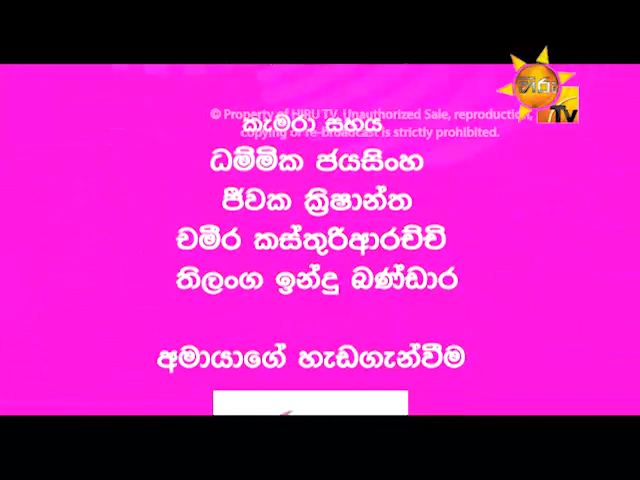 හිරු
TV
© Property of HIRU TV. Unauthorized Sale, reproduction,
copying or re-broadcast is strictly prohibited.
කැමරා සහය
ධම්මික ජයසිංහ
ජීවක ක්‍රිෂාන්ත
චමීර කස්තුරිආරච්චි
තිලංග ඉන්දු බණ්ඩාර
අමායාගේ හැඩගැන්වීම